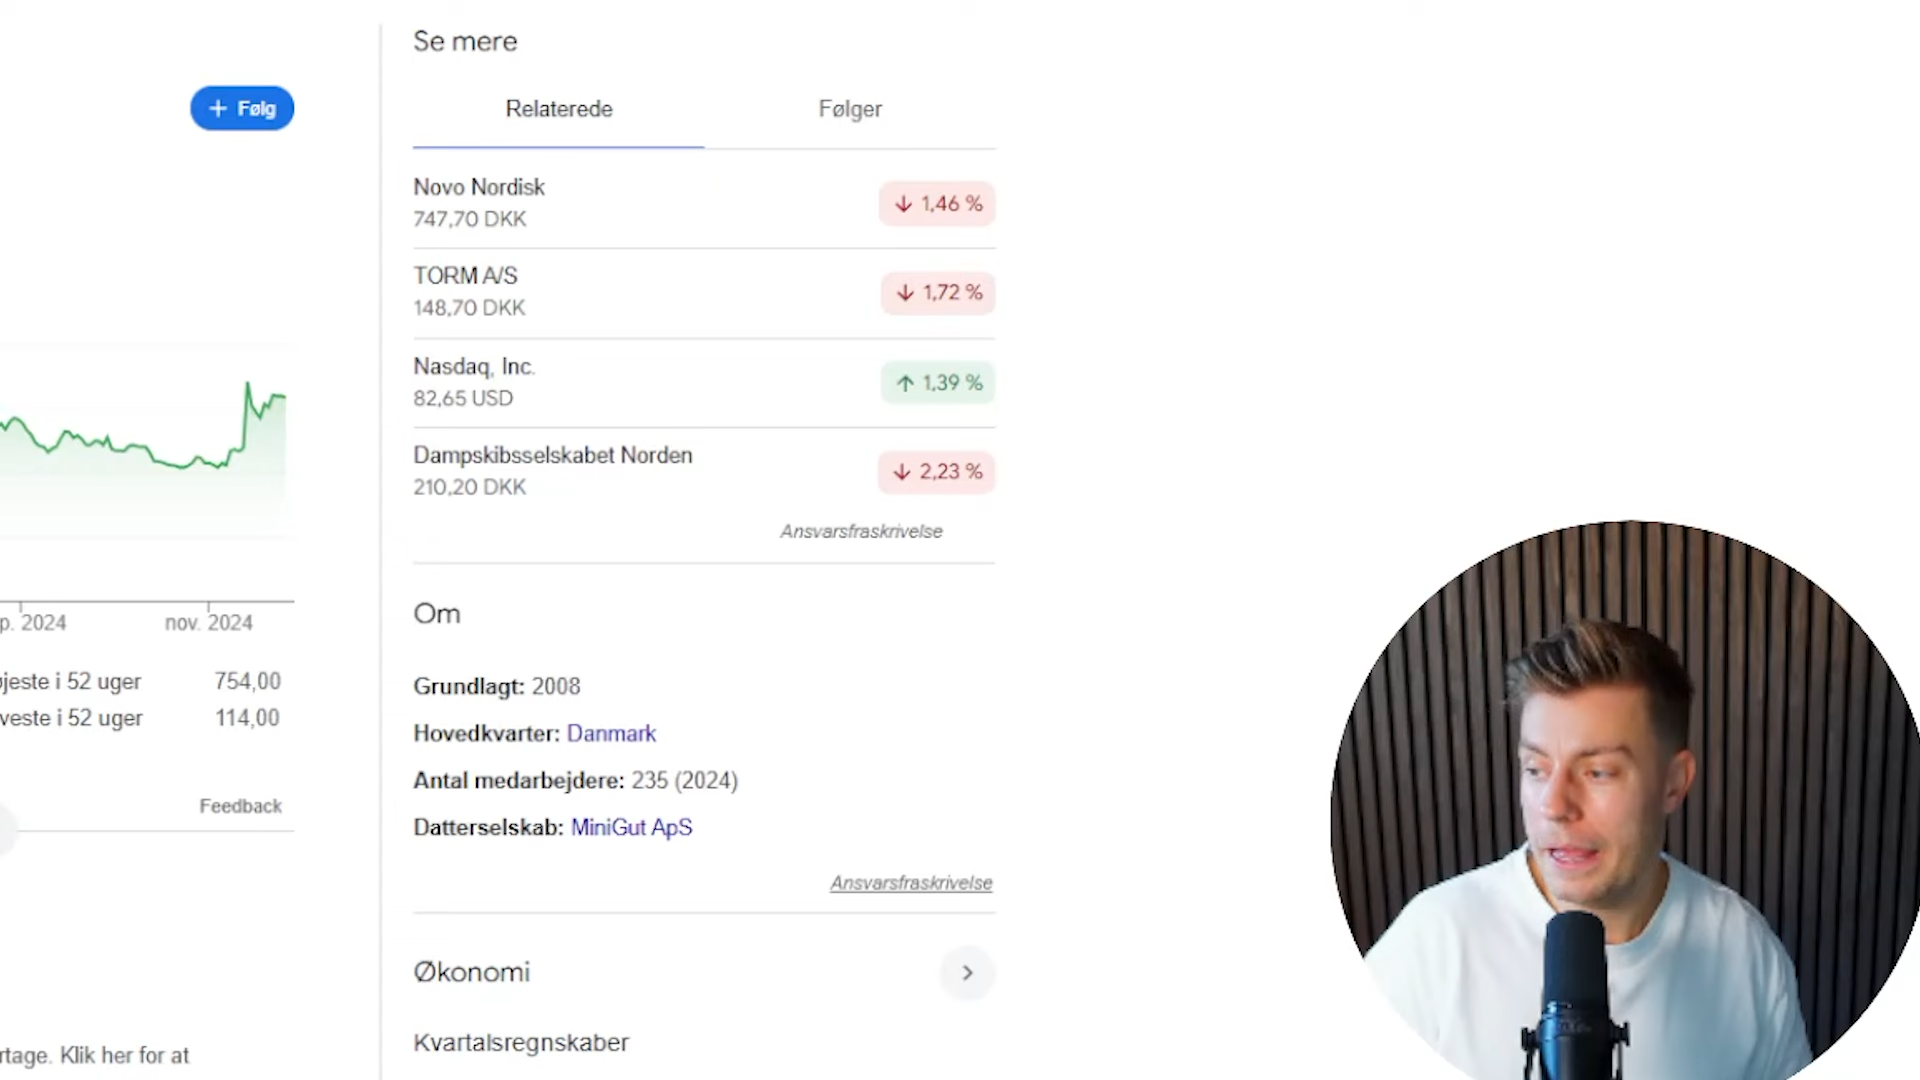 + Følg
p. 2024
nov. 2024
øjeste i 52 uger 754,00
veste i 52 uger 114,00
Feedback
rtage. Klik her for at
Se mere
Relaterede
Følger
Novo Nordisk
747,70 DKK
↓ 1,46 %
TORM A/S
148,70 DKK
↓ 1,72 %
Nasdaq, Inc.
82,65 USD
↑ 1,39 %
Dampskibsselskabet Norden
210,20 DKK
↓ 2,23 %
Ansvarsfraskrivelse
Om
Grundlagt: 2008
Hovedkvarter: Danmark
Antal medarbejdere: 235 (2024)
Datterselskab: MiniGut ApS
Ansvarsfraskrivelse
Økonomi
Kvartalsregnskaber